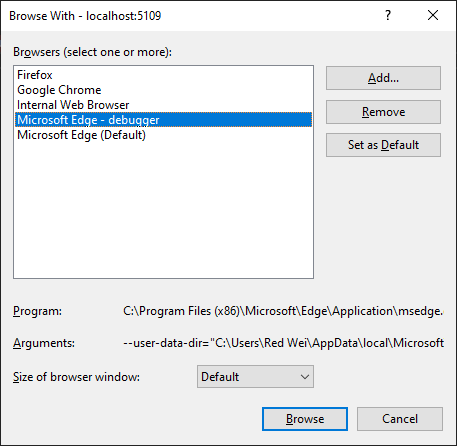 Browse With - localhost:5109
?
Browsers (select one or more):
Firefox
Google Chrome
Internal Web Browser
Microsoft Edge - debugger
Microsoft Edge (Default)
Add...
Remove
Set as Default
Program: C:\Program Files (x86)\Microsoft\Edge\Application\msedge.
Arguments: --user-data-dir="C:\Users\Red Wei\AppData\local\Microsoft
Size of browser window: Default
Browse Cancel